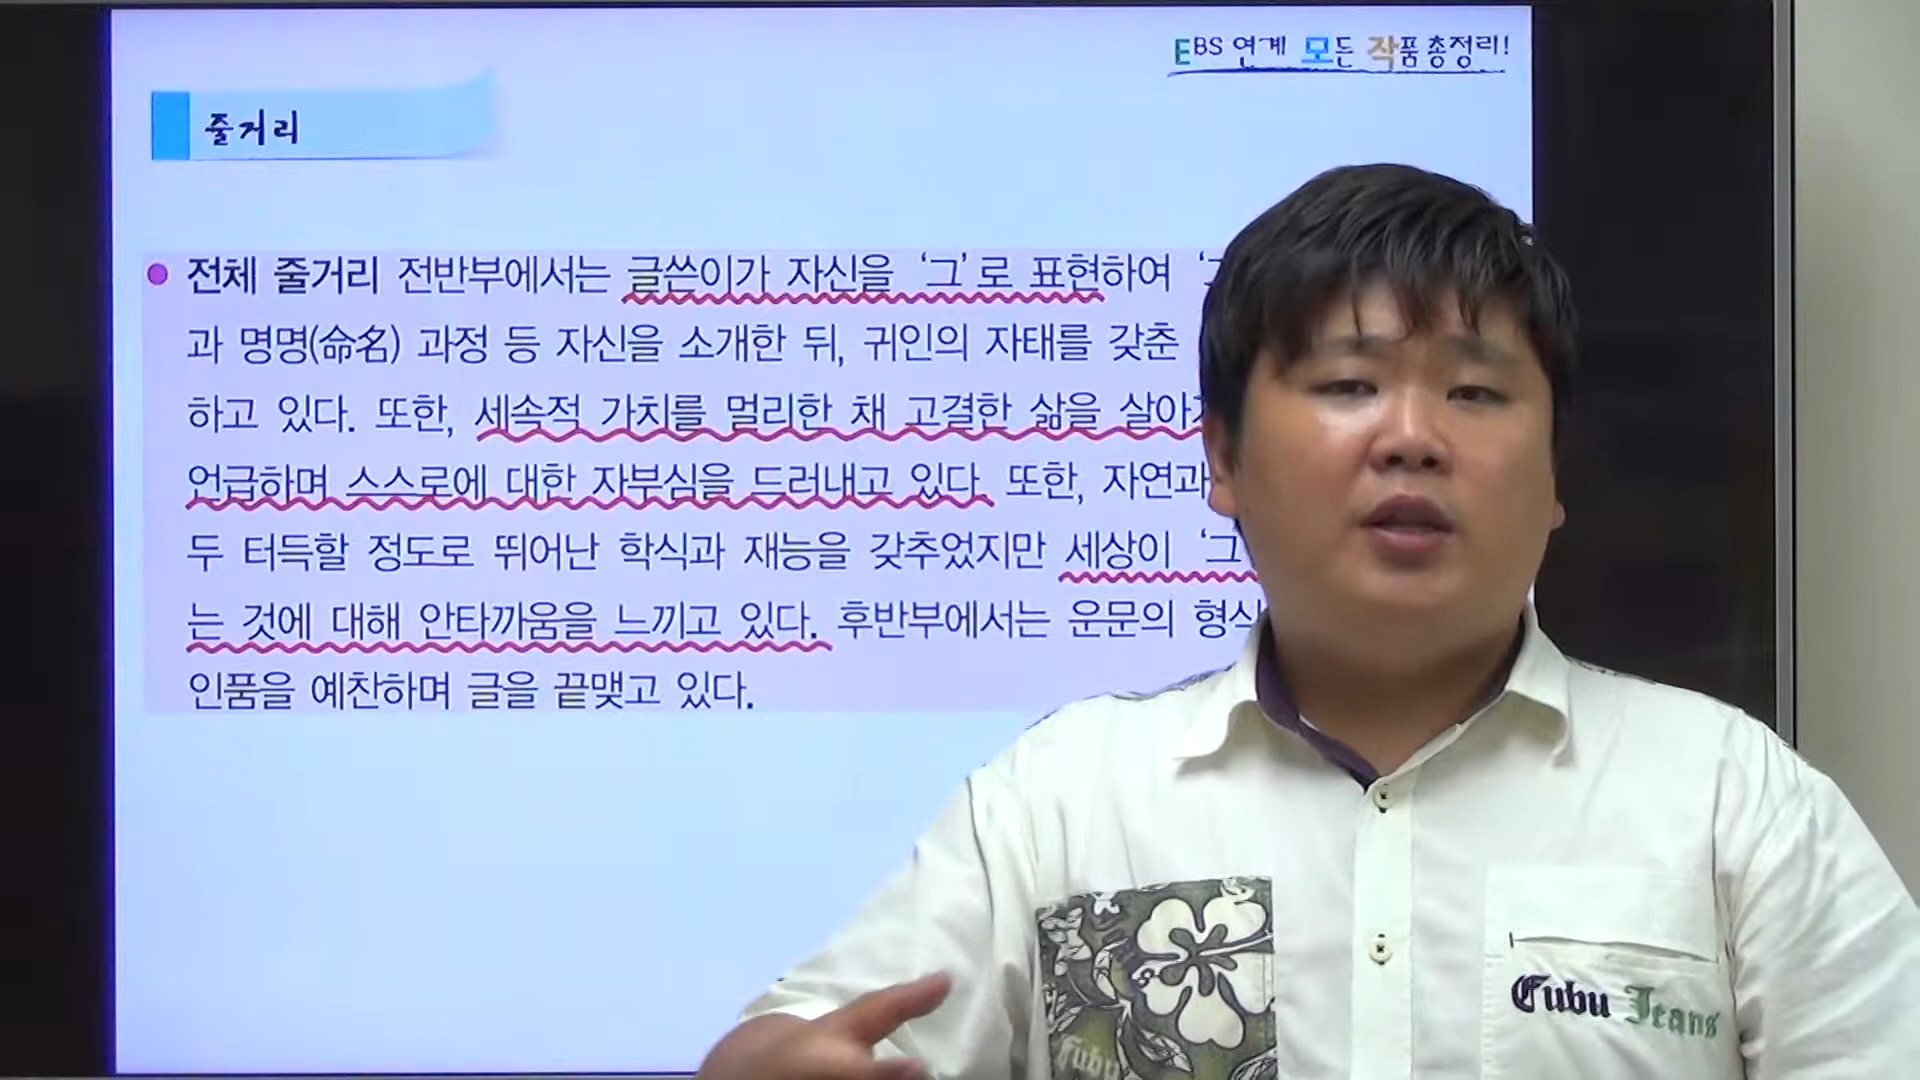 EBS 연계 모든 작품 총정리!
줄거리
전체 줄거리 전반부에서는 글쓴이가 자신을 ‘그’로 표현하여
과 명명(命名) 과정 등 자신을 소개한 뒤, 귀인의 자태를 갖춘
하고 있다. 또한, 세속적 가치를 멀리한 채 고결한 삶을
언급하며 스스로에 대한 자부심을 드러내고 있다. 또한, 자연과
두 터득할 정도로 뛰어난 학식과 재능을 갖추었지만 세상이 ‘그
는 것에 대해 안타까움을 느끼고 있다. 후반부에서는 운문의
인품을 예찬하며 글을 끝맺고 있다.
Fubu Jeans
Fubu